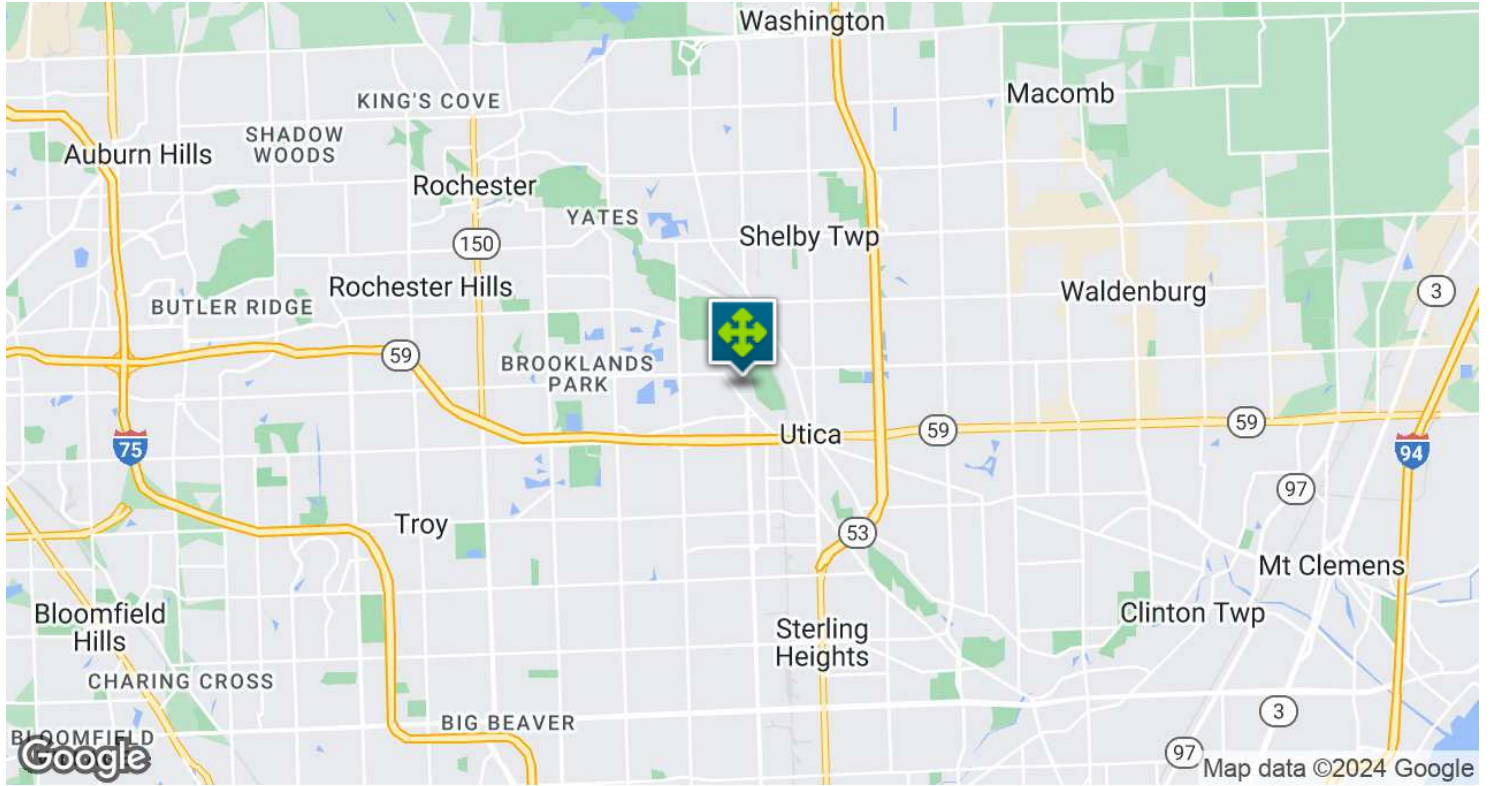 Washington
Macomb
KING'S COVE
SHADOW
WOODS
Auburn Hills
Rochester
YATES
150
Shelby Twp
Rochester Hills
Waldenburg
3
BUTLER RIDGE
59
BROOKLANDS
PARK
75
Utica
59
59
94
97
Troy
53
Mt Clemens
Bloomfield
Hills
Clinton Twp
Sterling
Heights
CHARING CROSS
BIG BEAVER
3
BLOOMFIELD
Google
97
Map data ©2024 Google